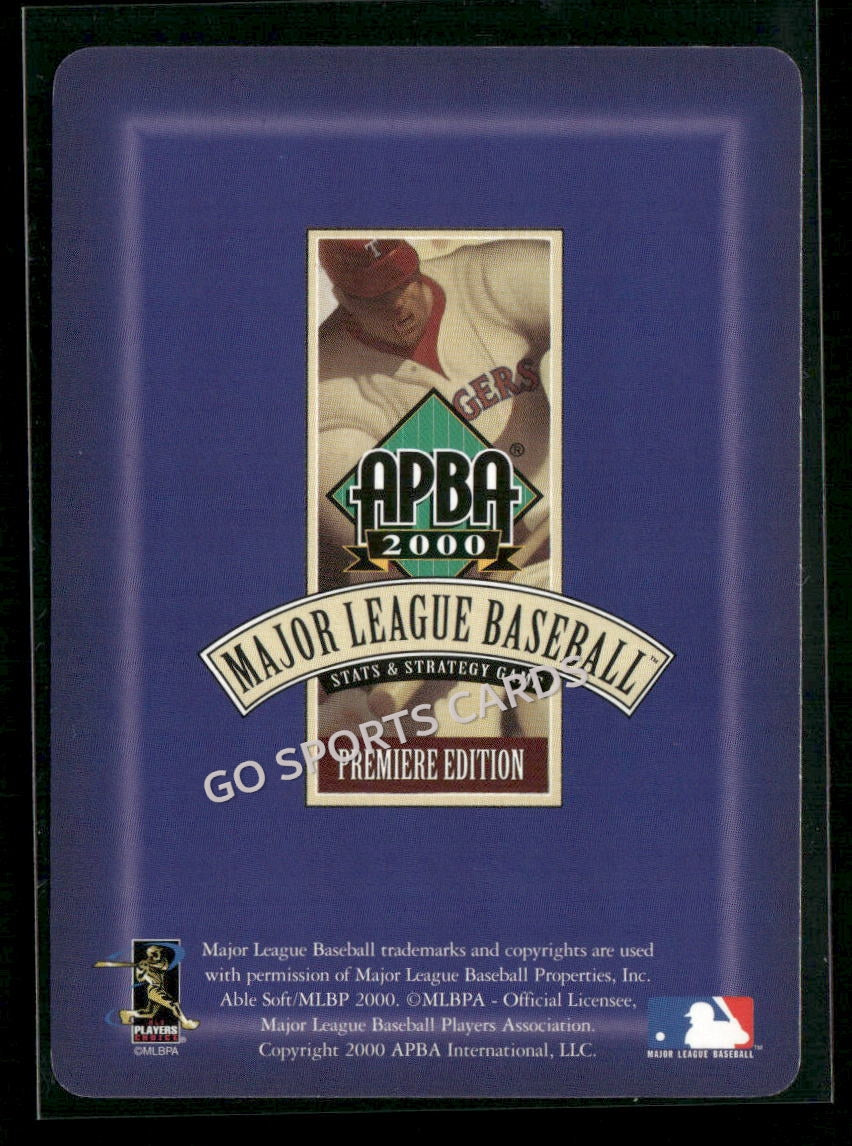 T
GERS
APBA®
2000
MAJOR LEAGUE BASEBALL™
STATS & STRATEGY GAME
GO SPORTS CARDS
PREMIERE EDITION
Major League Baseball trademarks and copyrights are used
with permission of Major League Baseball Properties, Inc.
Able Soft/MLBP 2000. ©MLBPA - Official Licensee,
Major League Baseball Players Association.
Copyright 2000 APBA International, LLC.
PLAYERS
CHOICE
©MLBPA
MAJOR LEAGUE BASEBALL™